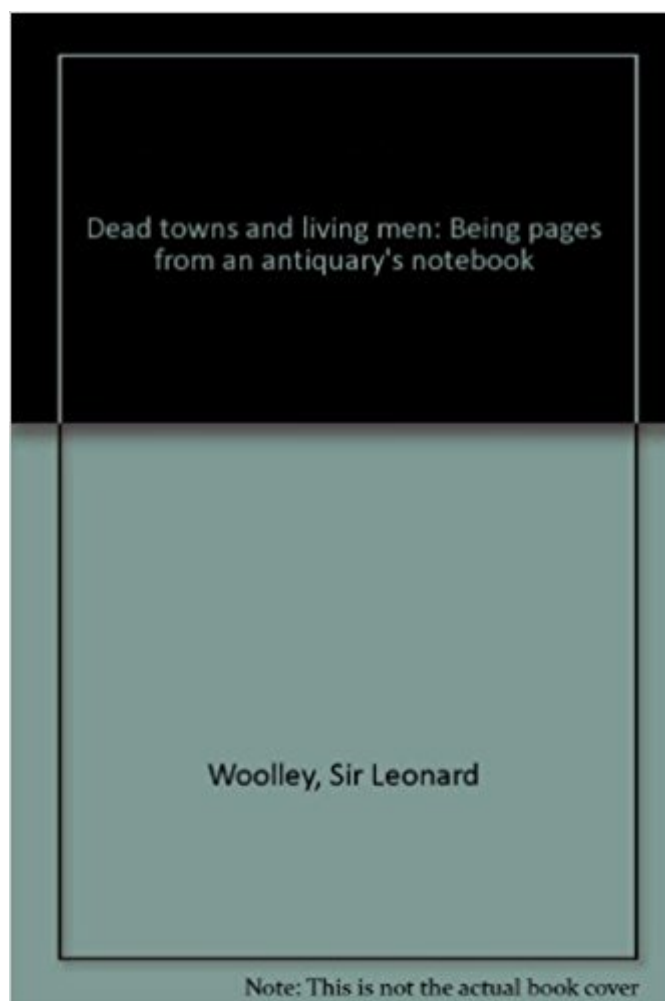 Dead towns and living men: Being pages
from an antiquary's notebook
Woolley, Sir Leonard
Note: This is not the actual book cover